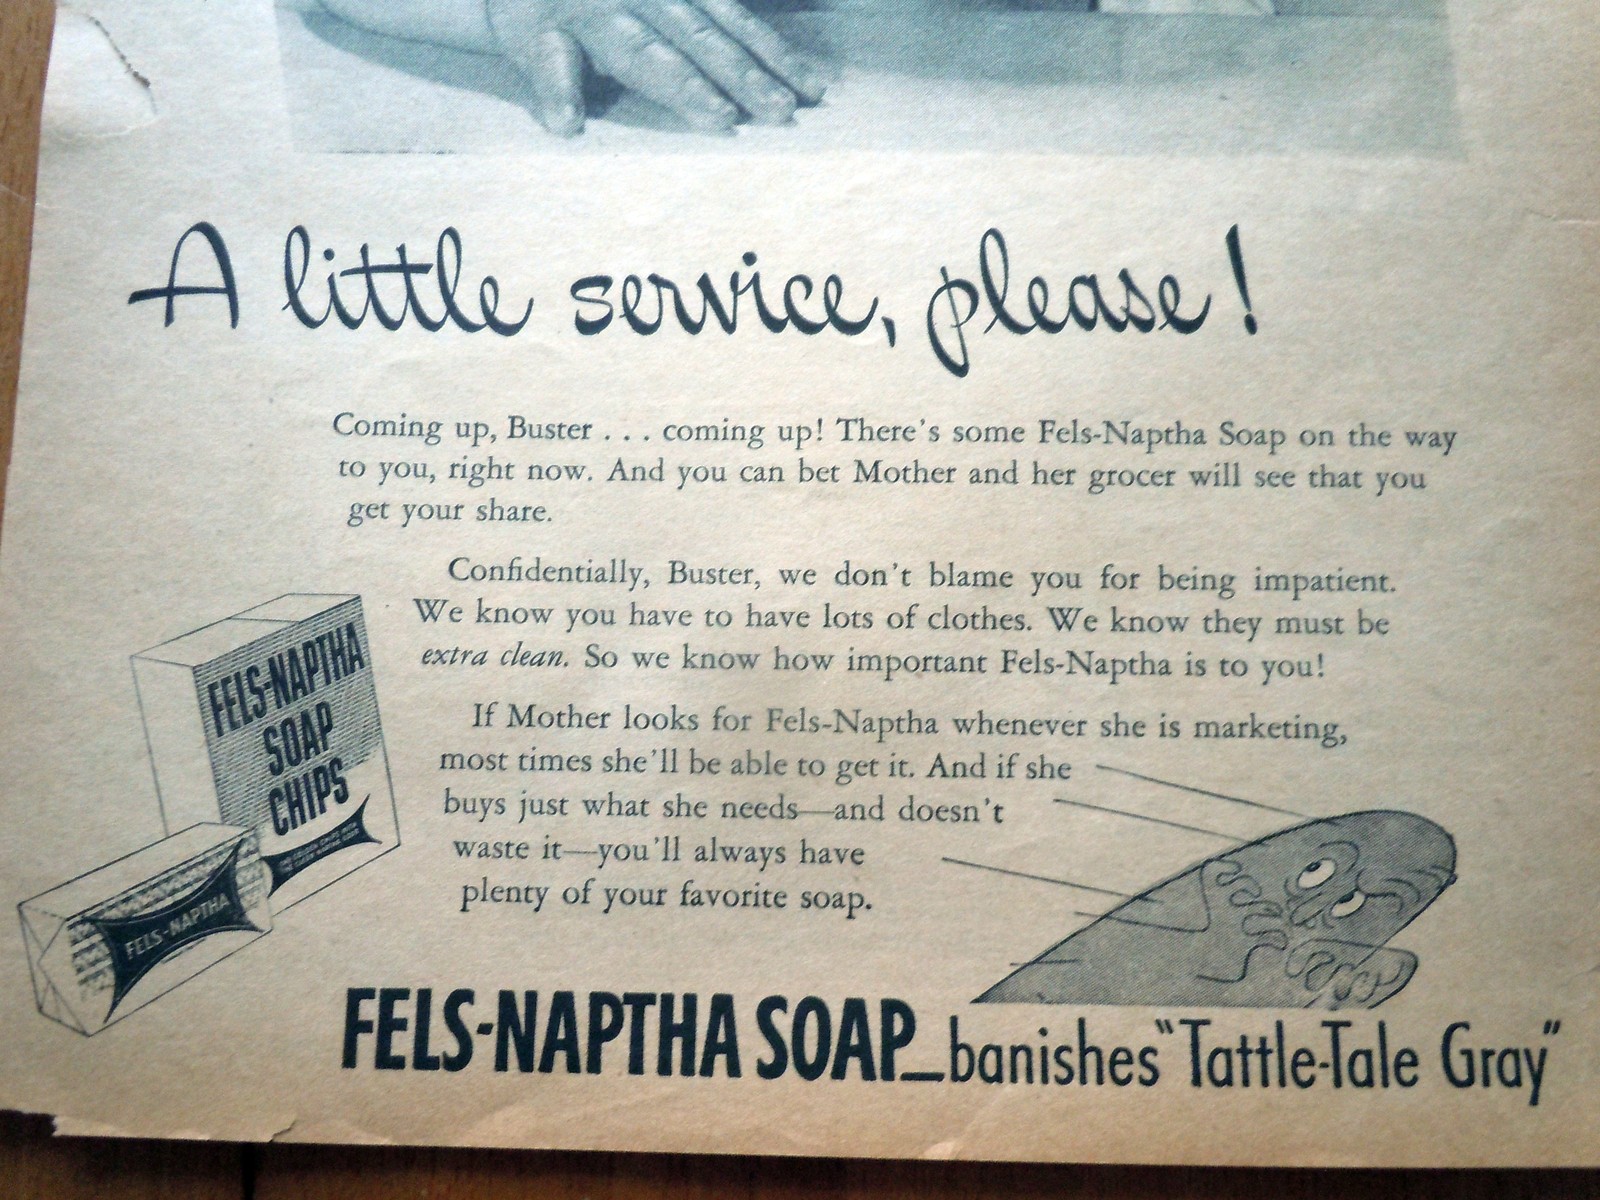 A little service, please!
Coming up, Buster . . . coming up! There's some Fels-Naptha Soap on the way
to you, right now. And you can bet Mother and her grocer will see that you
get your share.
Confidentially, Buster, we don't blame you for being impatient.
We know you have to have lots of clothes. We know they must be
extra clean. So we know how important Fels-Naptha is to you!
If Mother looks for Fels-Naptha whenever she is marketing,
most times she'll be able to get it. And if she
buys just what she needs—and doesn't
waste it—you'll always have
plenty of your favorite soap.
FELS-NAPTHA
SOAP
CHIPS
FELS-NAPTHA
FELS-NAPTHA SOAP—banishes "Tattle-Tale Gray"